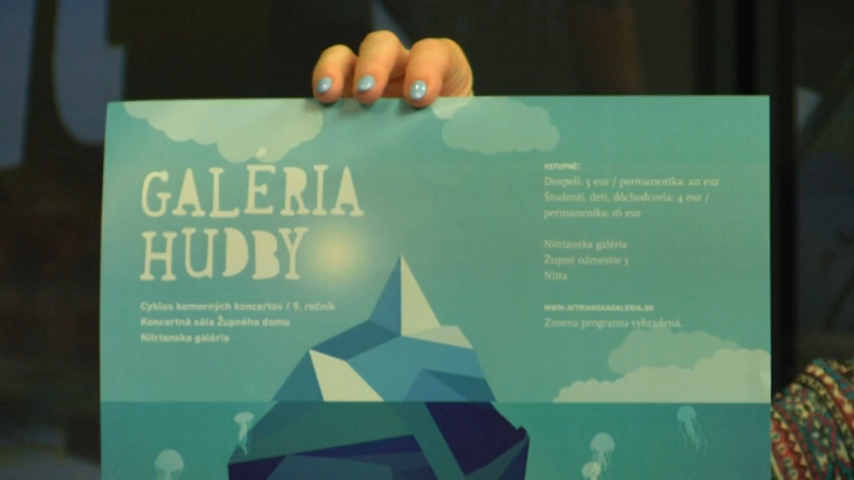 GALÉRIA
HUDBY
Cyklus komorných koncertov / 9. ročník
Koncertná sála Župného domu
Nitrianska galéria
VSTUPNÉ:
Dospelí: 5 eur / permanentka: 20 eur
Študenti, deti, dôchodcovia: 4 eur /
permanentka: 16 eur
Nitrianska galéria
Župné námestie 3
Nitra
WWW.NITRIANSKAGALERIA.SK
Zmena programu vyhradená.